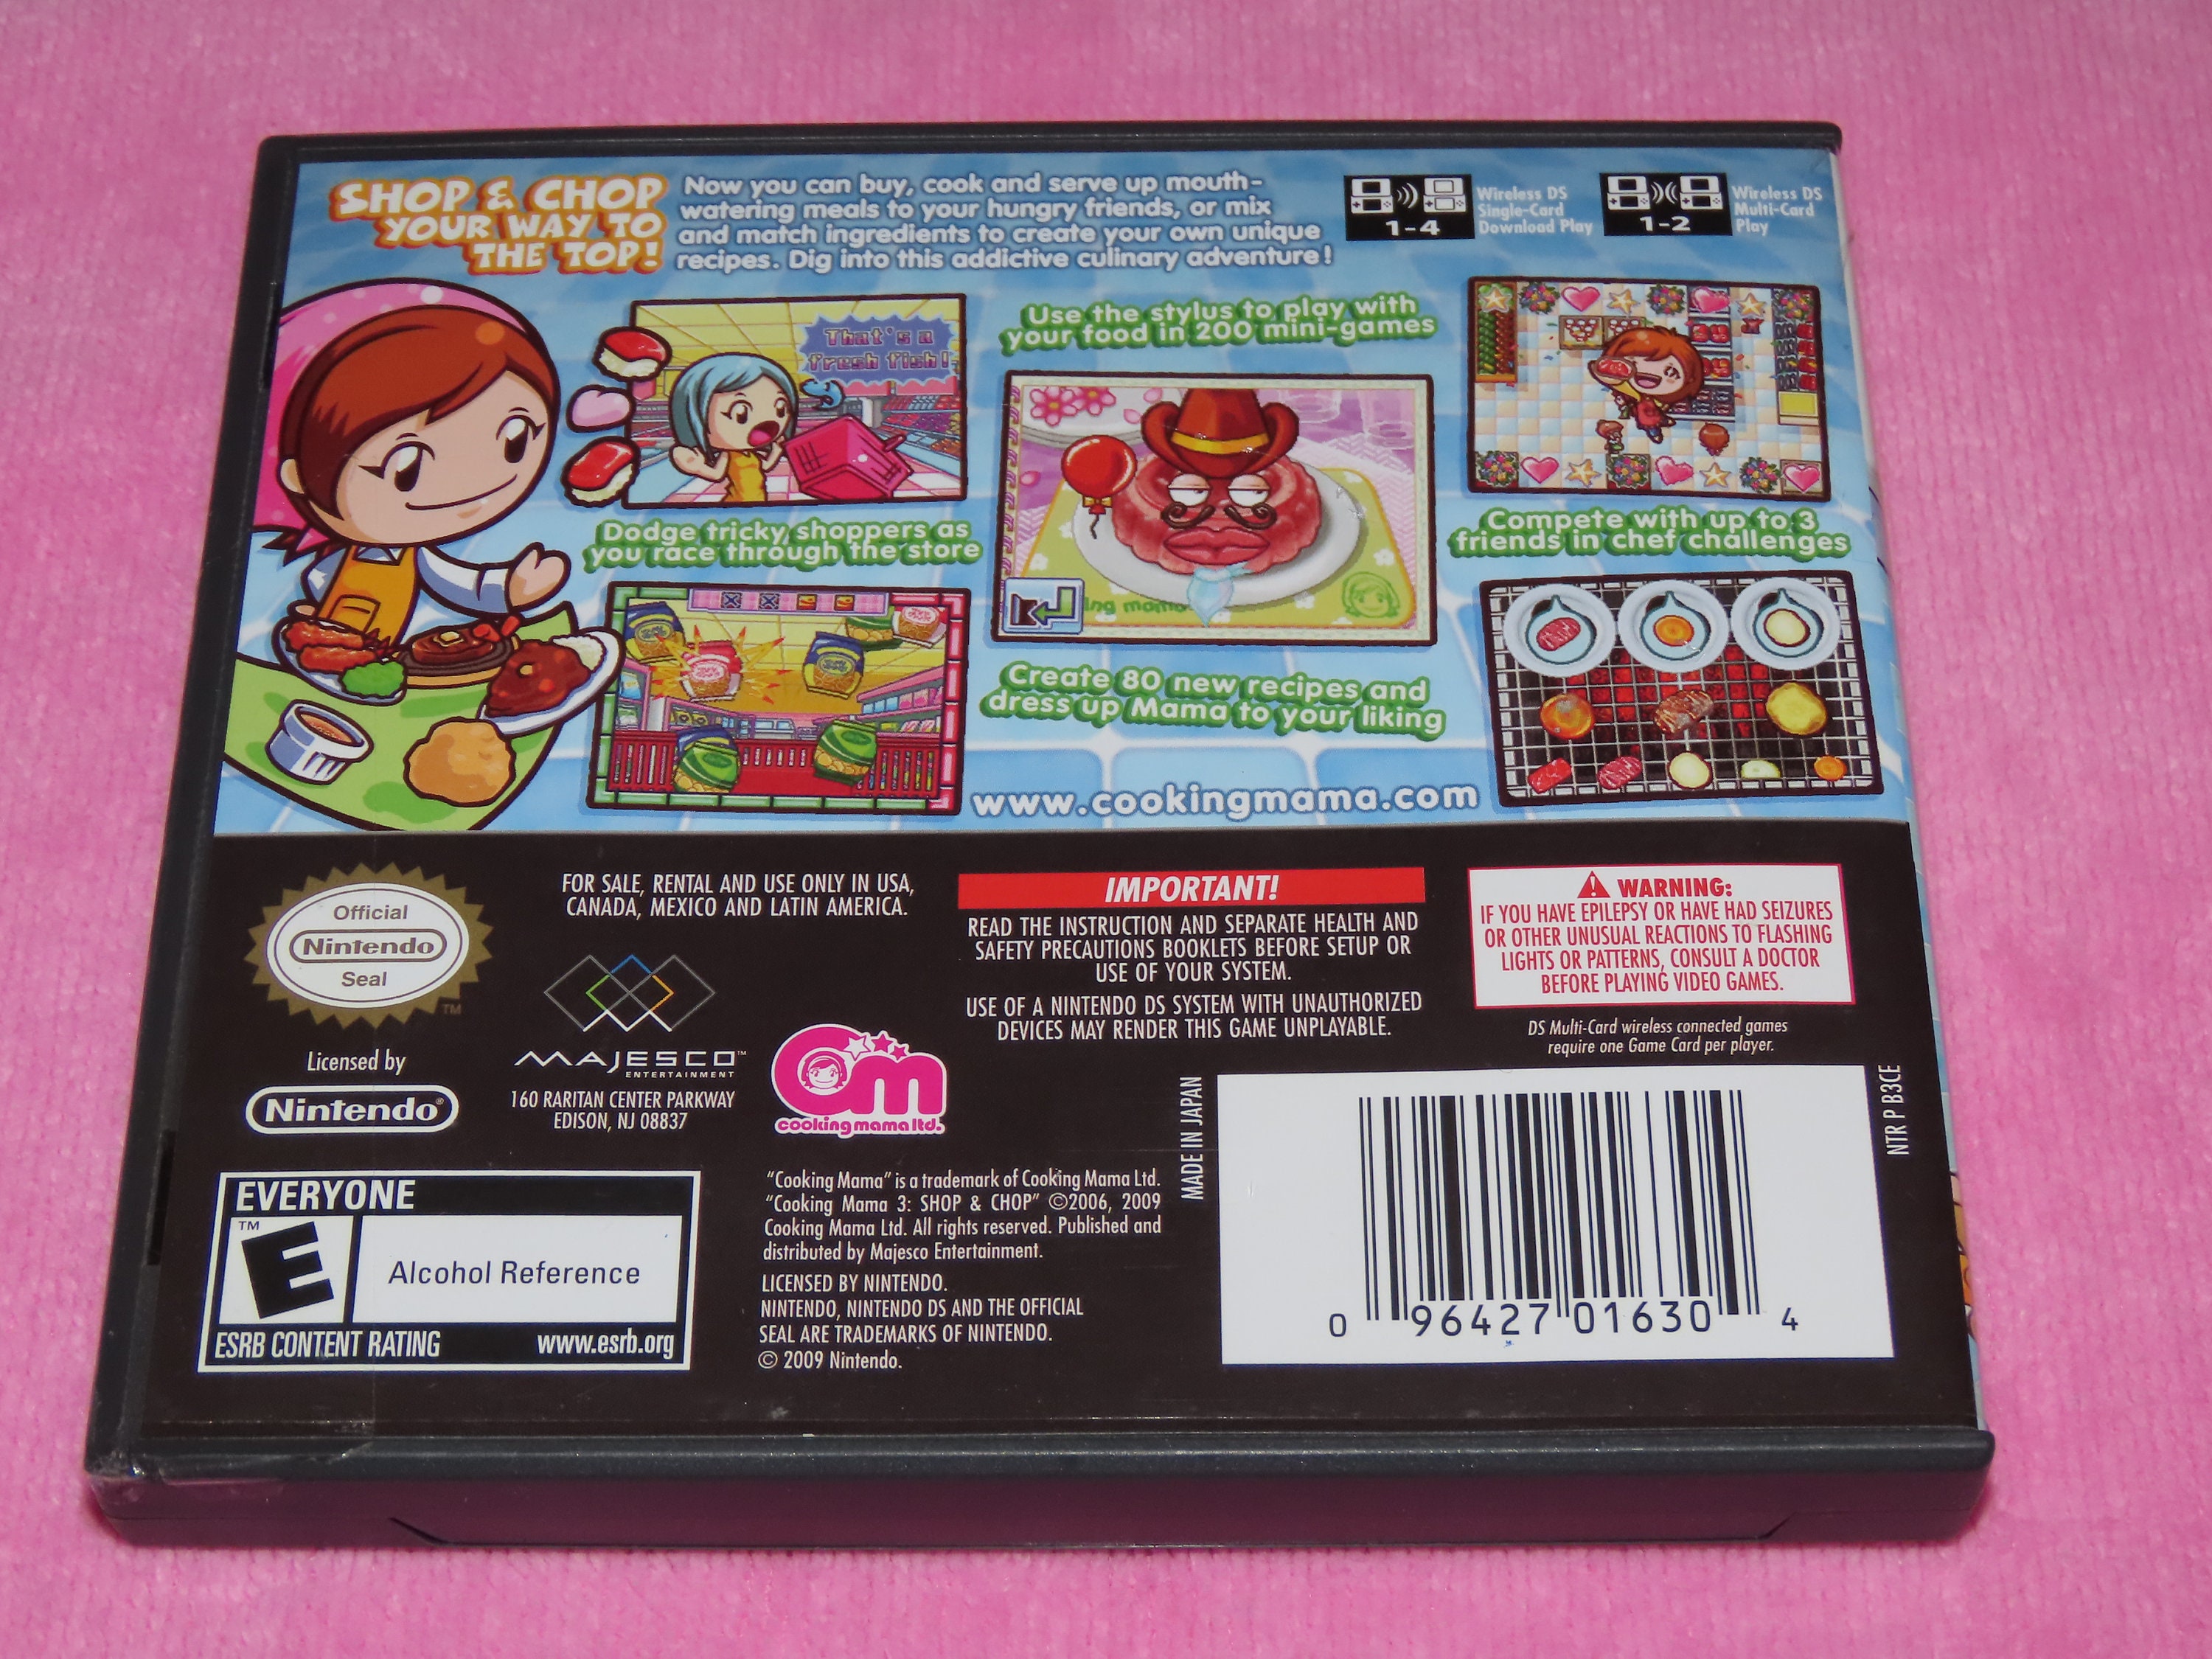 SHOP & CHOP
YOUR WAY TO
THE TOP!
Now you can buy, cook and serve up mouth-
watering meals to your hungry friends, or mix
and match ingredients to create your own unique
recipes. Dig into this addictive culinary adventure!
1-4
Wireless DS
Single-Card
Download Play
1-2
Wireless DS
Multi-Card
Play
That's a
fresh fish!
Dodge tricky shoppers as
you race through the store
Use the stylus to play with
your food in 200 mini-games
ing mama
Create 80 new recipes and
dress up Mama to your liking
Compete with up to 3
friends in chef challenges
www.cookingmama.com
Official
Nintendo
Seal
TM
Licensed by
Nintendo®
FOR SALE, RENTAL AND USE ONLY IN USA,
CANADA, MEXICO AND LATIN AMERICA.
MAJESCO™
ENTERTAINMENT
160 RARITAN CENTER PARKWAY
EDISON, NJ 08837
cm
cooking mama ltd.
IMPORTANT!
READ THE INSTRUCTION AND SEPARATE HEALTH AND
SAFETY PRECAUTIONS BOOKLETS BEFORE SETUP OR
USE OF YOUR SYSTEM.
USE OF A NINTENDO DS SYSTEM WITH UNAUTHORIZED
DEVICES MAY RENDER THIS GAME UNPLAYABLE.
WARNING:
IF YOU HAVE EPILEPSY OR HAVE HAD SEIZURES
OR OTHER UNUSUAL REACTIONS TO FLASHING
LIGHTS OR PATTERNS, CONSULT A DOCTOR
BEFORE PLAYING VIDEO GAMES.
DS Multi-Card wireless connected games
require one Game Card per player.
EVERYONE
™
E
Alcohol Reference
ESRB CONTENT RATING www.esrb.org
"Cooking Mama" is a trademark of Cooking Mama Ltd.
"Cooking Mama 3: SHOP & CHOP" ©2006, 2009
Cooking Mama Ltd. All rights reserved. Published and
distributed by Majesco Entertainment.
LICENSED BY NINTENDO.
NINTENDO, NINTENDO DS AND THE OFFICIAL
SEAL ARE TRADEMARKS OF NINTENDO.
© 2009 Nintendo.
MADE IN JAPAN
NTR P B3CE
0 96427 01630 4